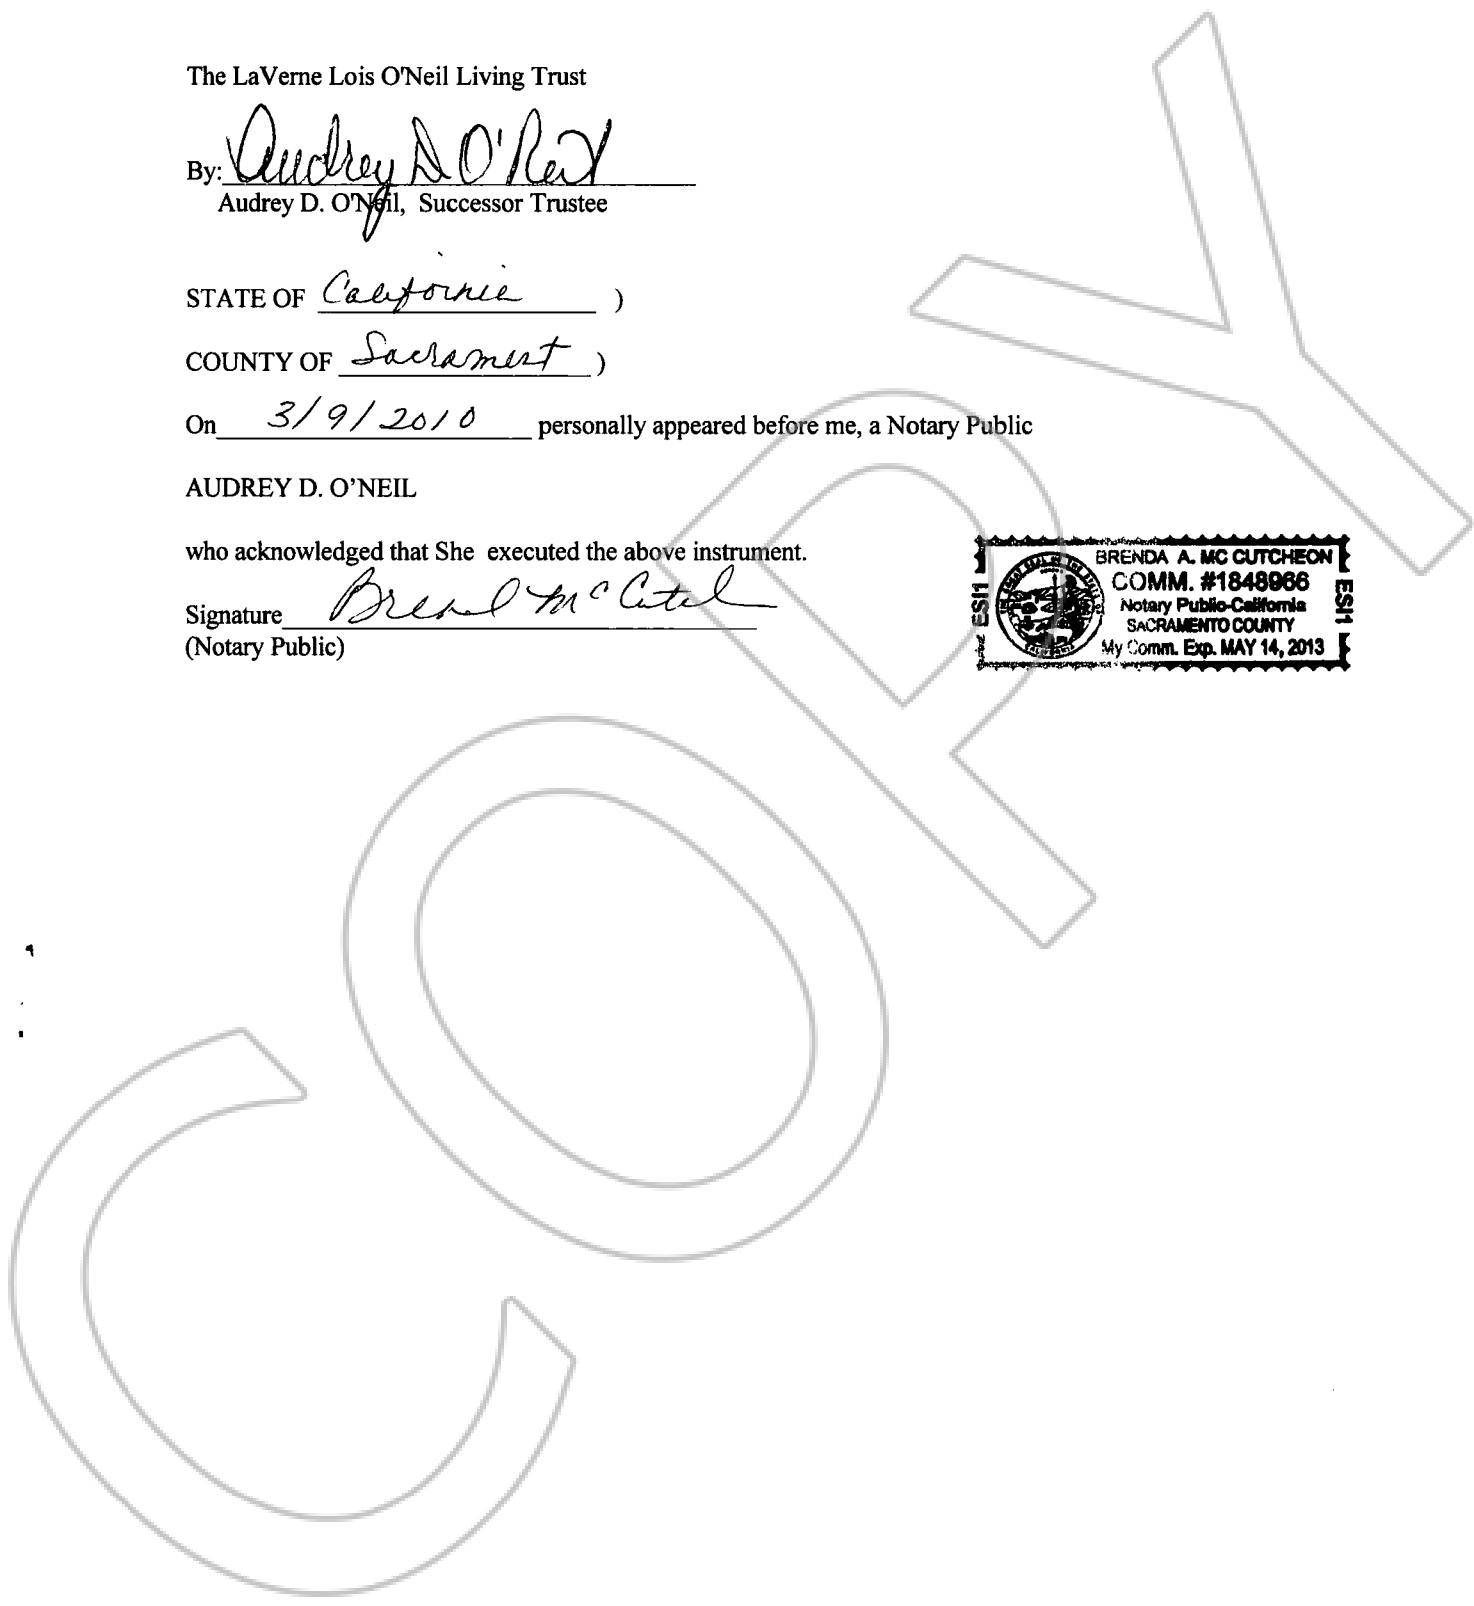 The LaVerne Lois O'Neil Living Trust
By: Audrey D O'Neil
Audrey D. O'Neil, Successor Trustee
STATE OF California )
COUNTY OF Sacrament )
On 3/9/2010 personally appeared before me, a Notary Public
AUDREY D. O'NEIL
who acknowledged that She executed the above instrument.
Signature
(Notary Public)
BRENDA A. MC CUTCHEON
COMM. #1848966
Notary Public-California
SACRAMENTO COUNTY
My Comm. Exp. MAY 14, 2013
ESI1
ESI1
COPY